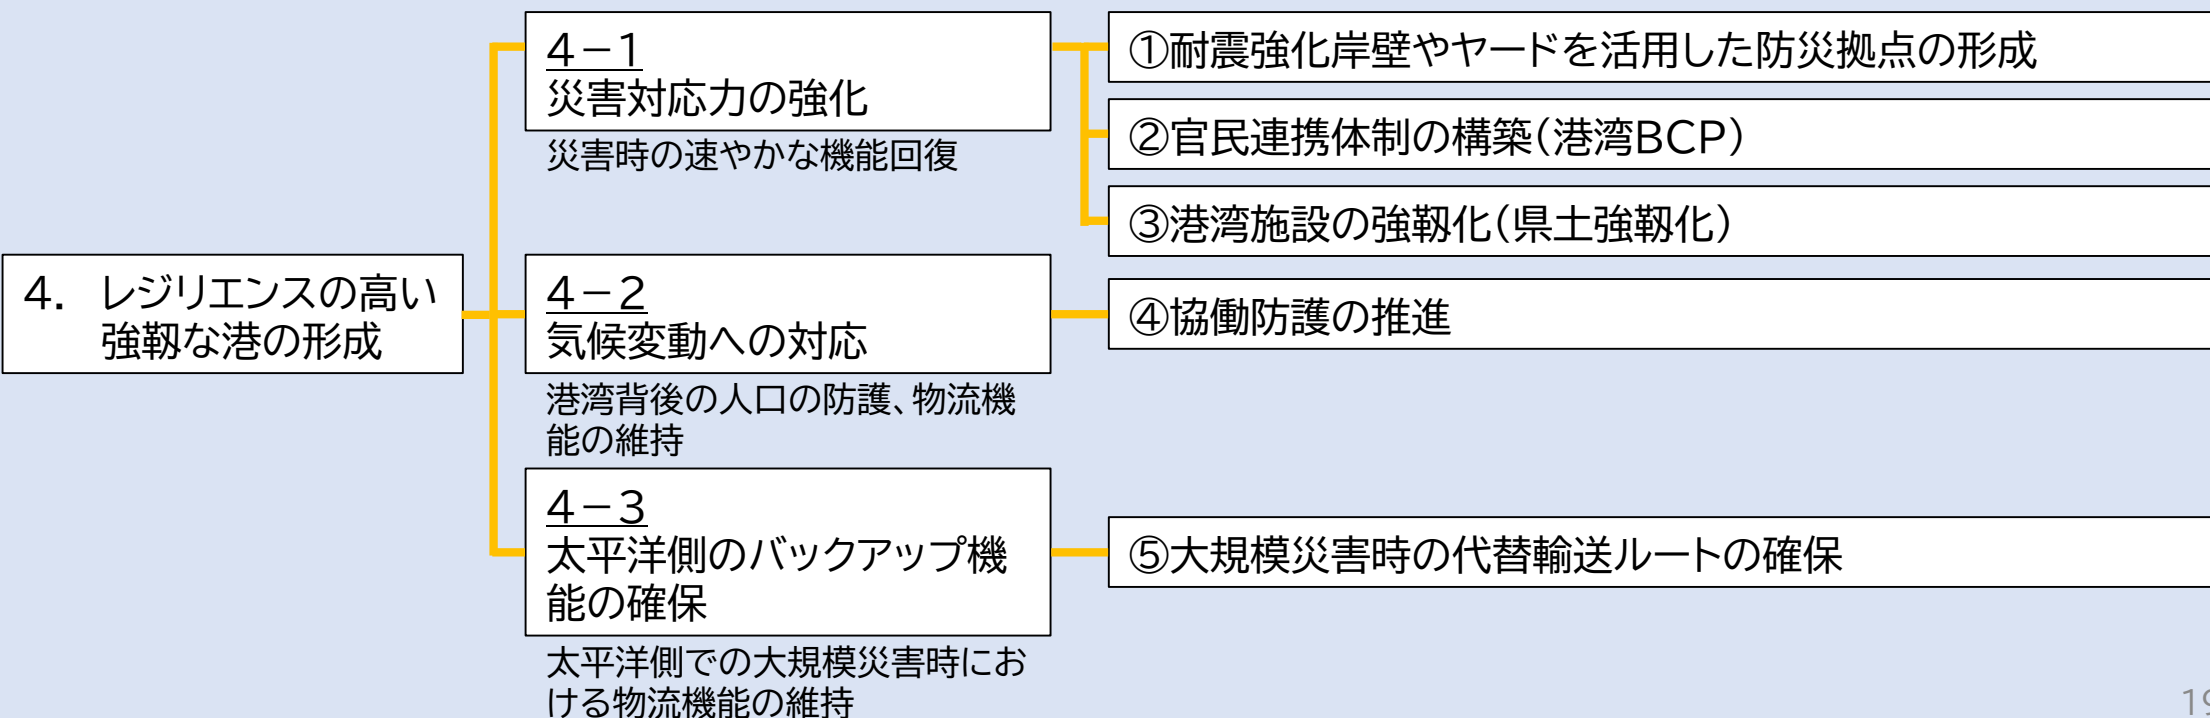 4. レジリエンスの高い
強靱な港の形成
4－1
災害対応力の強化
災害時の速やかな機能回復
①耐震強化岸壁やヤードを活用した防災拠点の形成
②官民連携体制の構築(港湾BCP)
③港湾施設の強靱化(県土強靱化)
4－2
気候変動への対応
港湾背後の人口の防護、物流機
能の維持
④協働防護の推進
4－3
太平洋側のバックアップ機
能の確保
太平洋側での大規模災害時にお
ける物流機能の維持
⑤大規模災害時の代替輸送ルートの確保
19